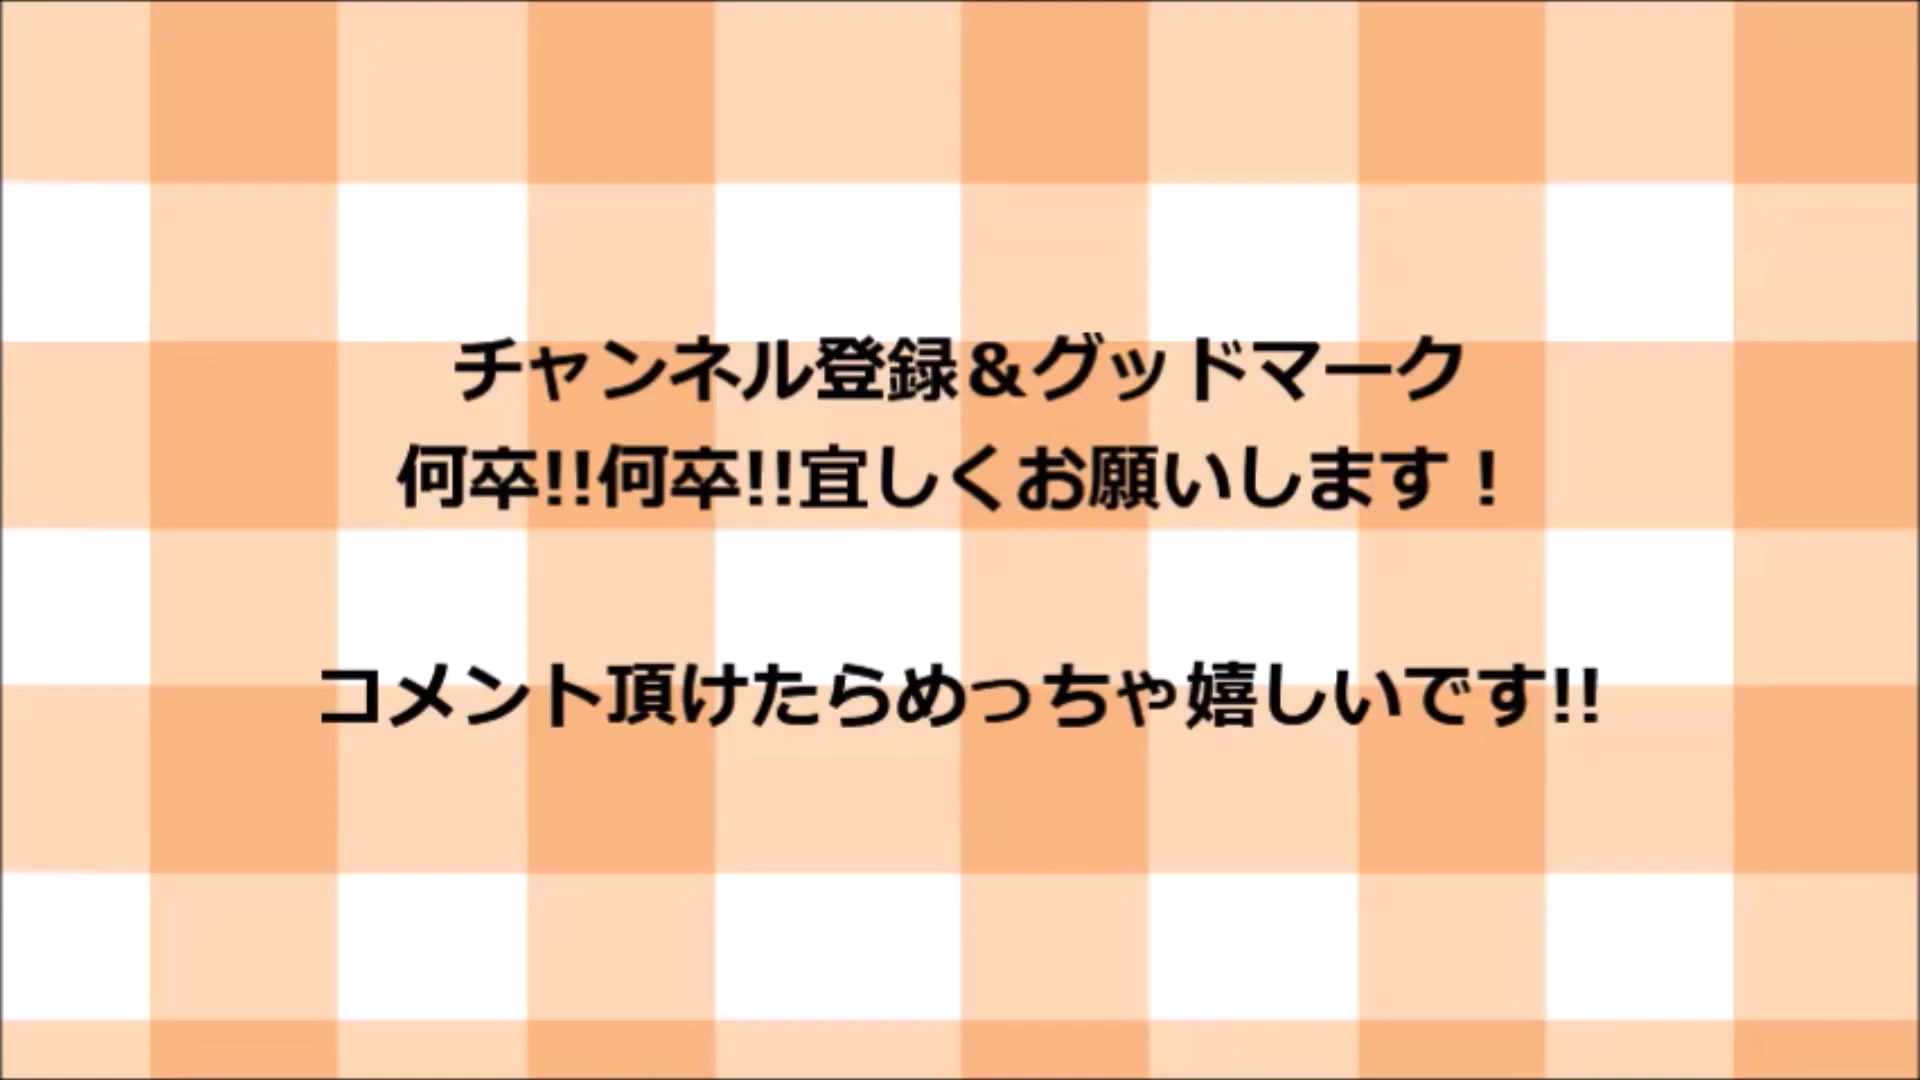 チャンネル登録＆グッドマーク
何卒!!何卒!!宜しくお願いします！
コメント頂けたらめっちゃ嬉しいです!!